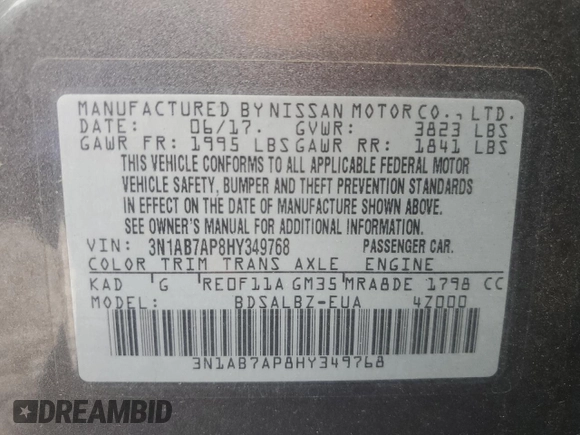 MANUFACTURED BY NISSAN MOTOR CO., LTD.
DATE: 06/17. GVWR: 3823 LBS
GAWR FR: 1995 LBS GAWR RR: 1841 LBS
THIS VEHICLE CONFORMS TO ALL APPLICABLE FEDERAL MOTOR
VEHICLE SAFETY, BUMPER AND THEFT PREVENTION STANDARDS
IN EFFECT ON THE DATE OF MANUFACTURE SHOWN ABOVE.
SEE OWNER'S MANUAL FOR ADDITIONAL INFORMATION.
VIN: 3N1AB7AP8HY349768 PASSENGER CAR.
COLOR TRIM TRANS AXLE ENGINE
KAD G RE0F11A GM35 MRA8DE 1798 CC
MODEL: BDSALBZ-EUA 4Z000
3N1AB7AP8HY349768
DREAMBID